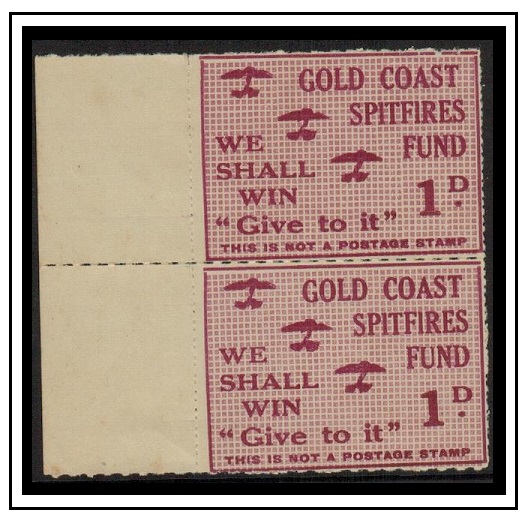 GOLD COAST
SPITFIRES
FUND
WE
SHALL
WIN
1D.
"Give to it"
THIS IS NOT A POSTAGE STAMP
GOLD COAST
SPITFIRES
FUND
WE
SHALL
WIN
1D.
"Give to it"
THIS IS NOT A POSTAGE STAMP